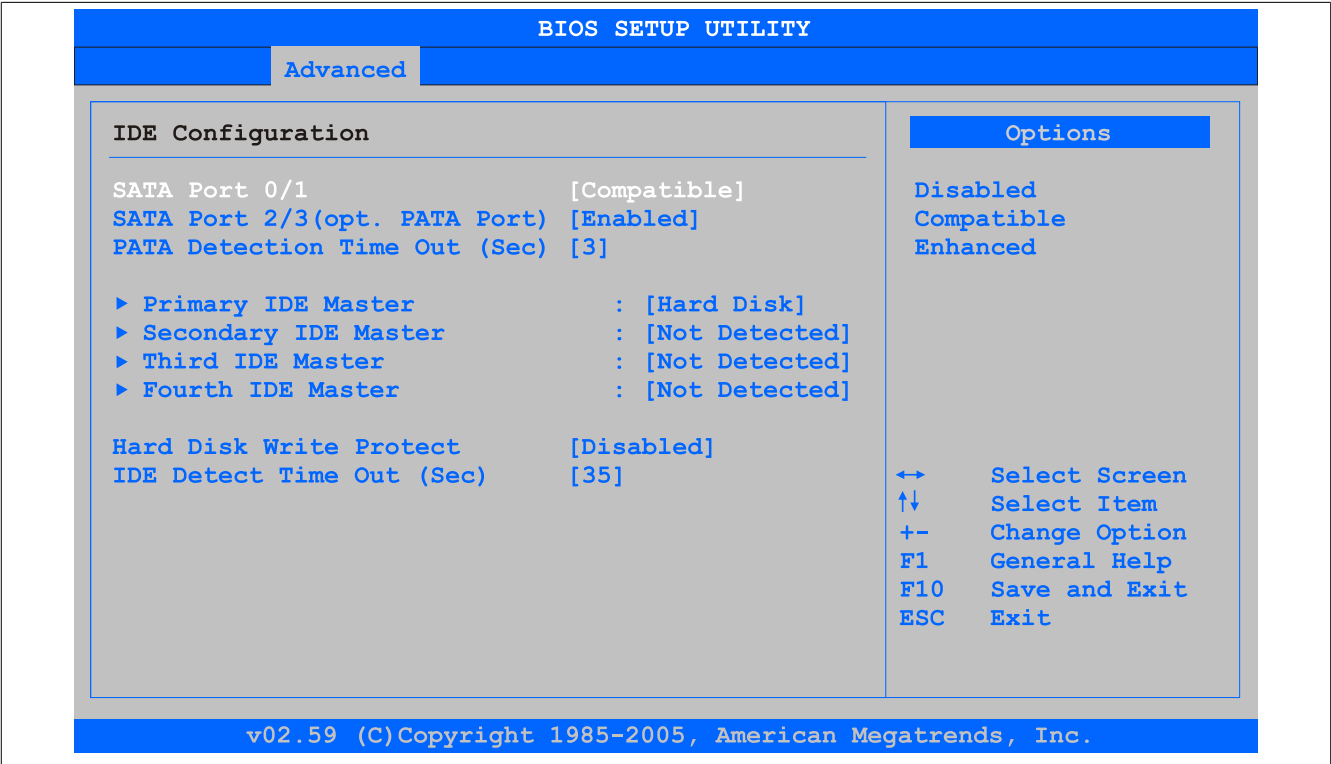 BIOS SETUP UTILITY
Advanced
IDE Configuration
SATA Port 0/1 [Compatible]
SATA Port 2/3(opt. PATA Port) [Enabled]
PATA Detection Time Out (Sec) [3]
▶ Primary IDE Master : [Hard Disk]
▶ Secondary IDE Master : [Not Detected]
▶ Third IDE Master : [Not Detected]
▶ Fourth IDE Master : [Not Detected]
Hard Disk Write Protect [Disabled]
IDE Detect Time Out (Sec) [35]
Options
Disabled
Compatible
Enhanced
↔ Select Screen
↑↓ Select Item
+- Change Option
F1 General Help
F10 Save and Exit
ESC Exit
v02.59 (C)Copyright 1985-2005, American Megatrends, Inc.